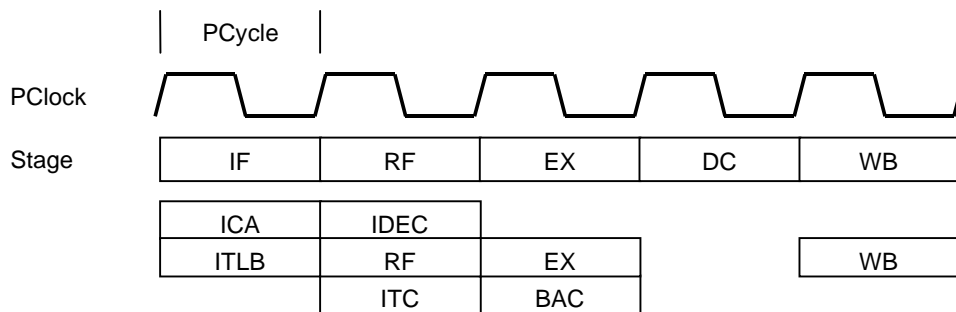 PCycle
PClock
Stage IF RF EX DC WB
ICA IDEC
ITLB RF EX WB
ITC BAC